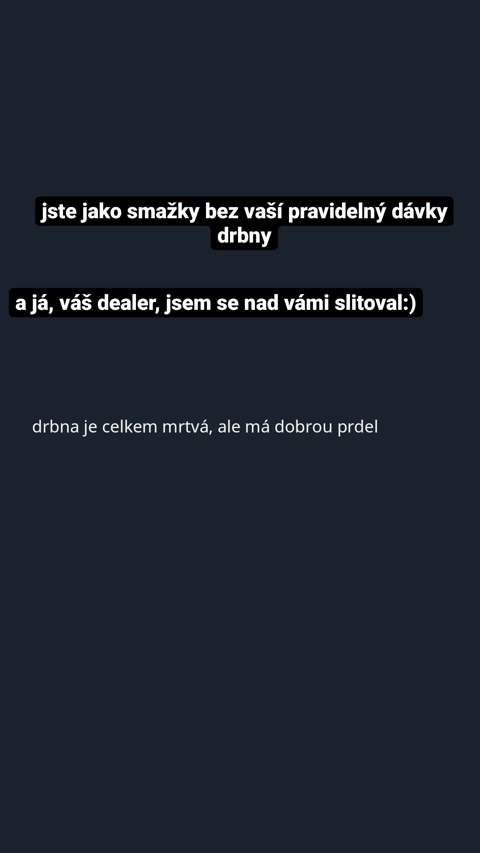 jste jako smažky bez vaší pravidelný dávky
drbny
a já, váš dealer, jsem se nad vámi slitoval:)
drbna je celkem mrtvá, ale má dobrou prdel